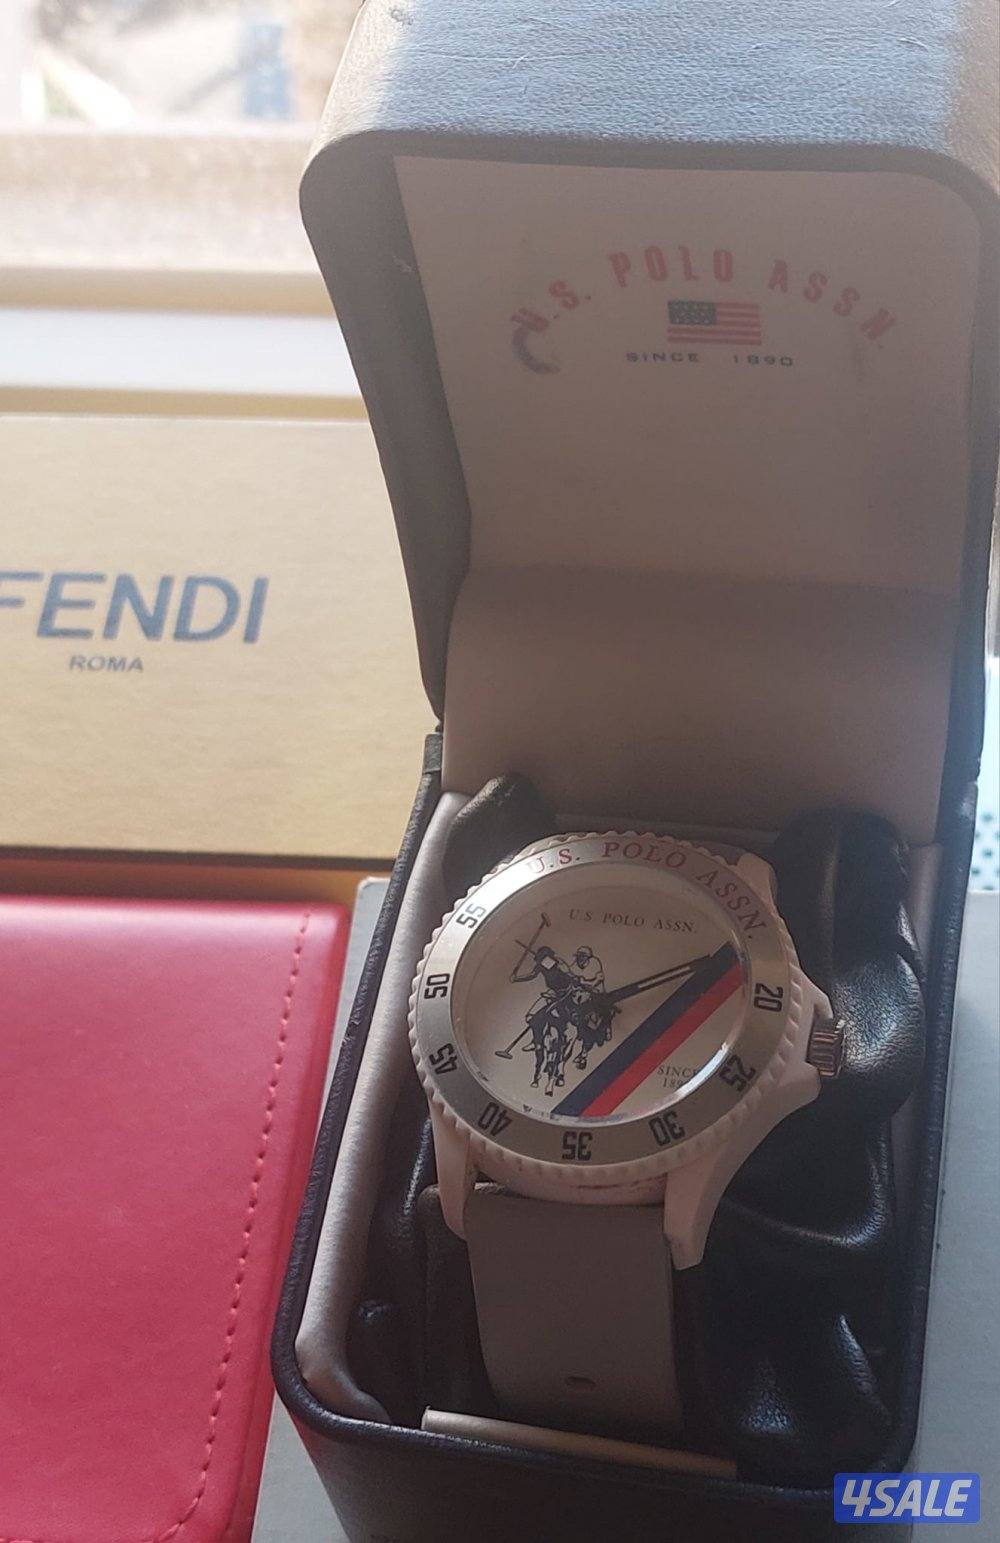 U.S. POLO ASSN.
SINCE 1890
FENDI
ROMA
U.S. POLO ASSN.
55
50
45
40
35
30
25
20
U.S POLO ASSN.
SINCE
4SALE